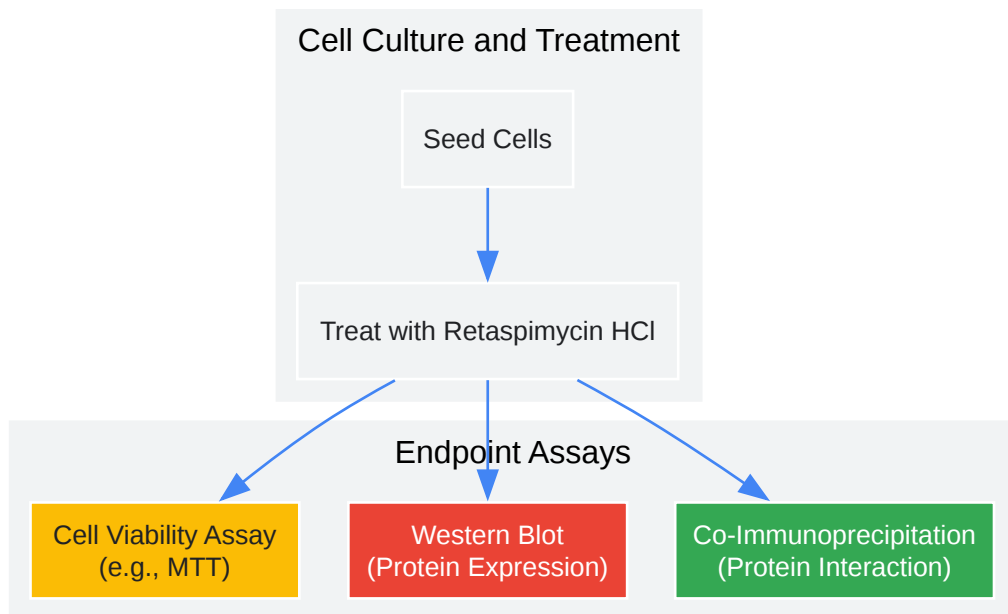 Cell Culture and Treatment
Seed Cells
Treat with Retaspimycin HCl
Endpoint Assays
Cell Viability Assay
(e.g., MTT)
Western Blot
(Protein Expression)
Co-Immunoprecipitation
(Protein Interaction)